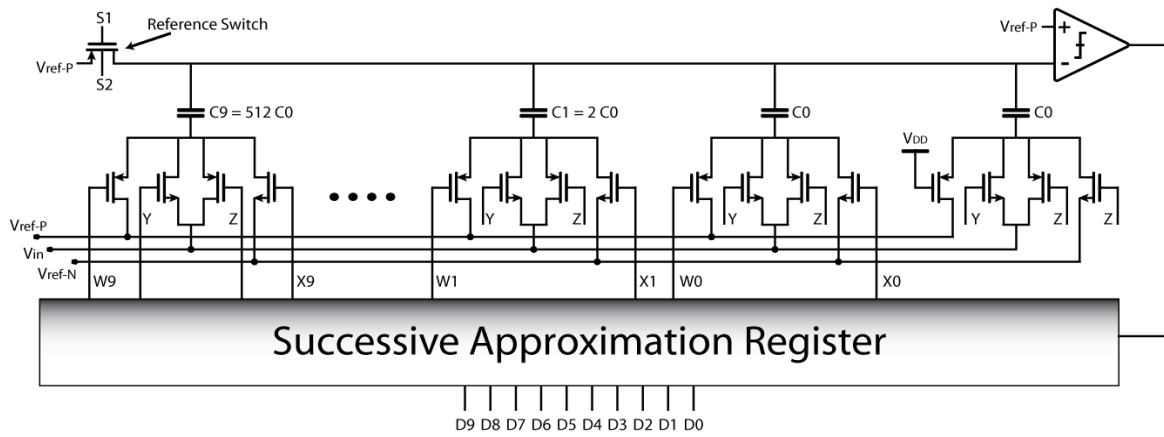 S1
Reference Switch
Vref-P
S2
Vref-P
+
-
C9 = 512 C0
C1 = 2 C0
C0
C0
VDD
Y
Z
Y
Z
Y
Z
Y
Z
Z
Vref-P
Vin
Vref-N
W9
X9
W1
X1
W0
X0
Successive Approximation Register
D9 D8 D7 D6 D5 D4 D3 D2 D1 D0